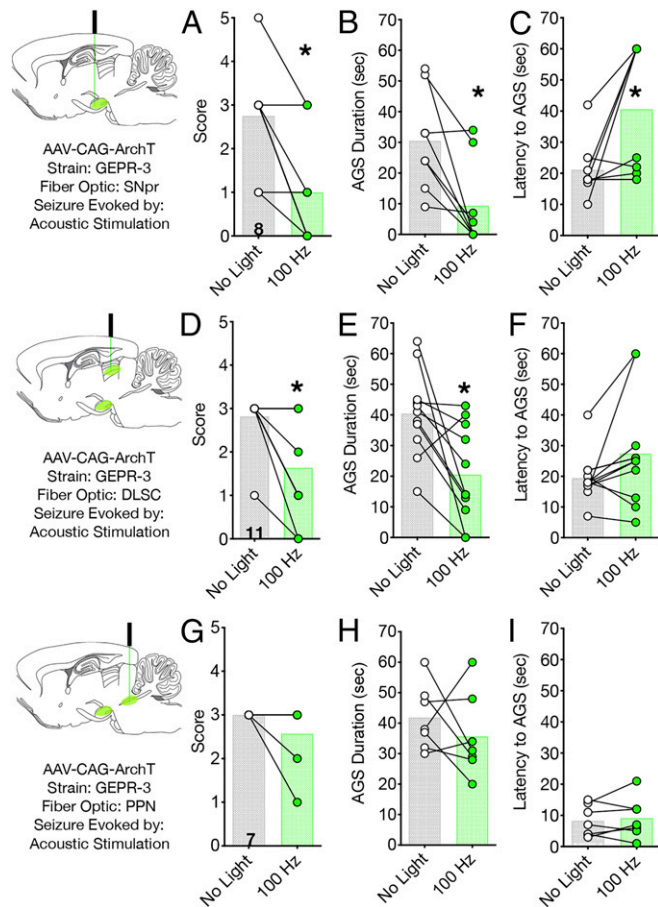 A
B
C
Score
5
4
3
2
1
0
*
8
No Light
100 Hz
AGS Duration (sec)
70
60
50
40
30
20
10
0
*
No Light
100 Hz
Latency to AGS (sec)
70
60
50
40
30
20
10
0
*
No Light
100 Hz
AAV-CAG-ArchT
Strain: GEPR-3
Fiber Optic: SNpr
Seizure Evoked by:
Acoustic Stimulation
D
E
F
Score
5
4
3
2
1
0
*
11
No Light
100 Hz
AGS Duration (sec)
70
60
50
40
30
20
10
0
*
No Light
100 Hz
Latency to AGS (sec)
70
60
50
40
30
20
10
0
No Light
100 Hz
AAV-CAG-ArchT
Strain: GEPR-3
Fiber Optic: DLSC
Seizure Evoked by:
Acoustic Stimulation
G
H
I
Score
5
4
3
2
1
0
7
No Light
100 Hz
AGS Duration (sec)
70
60
50
40
30
20
10
0
No Light
100 Hz
Latency to AGS (sec)
70
60
50
40
30
20
10
0
No Light
100 Hz
AAV-CAG-ArchT
Strain: GEPR-3
Fiber Optic: PPN
Seizure Evoked by:
Acoustic Stimulation